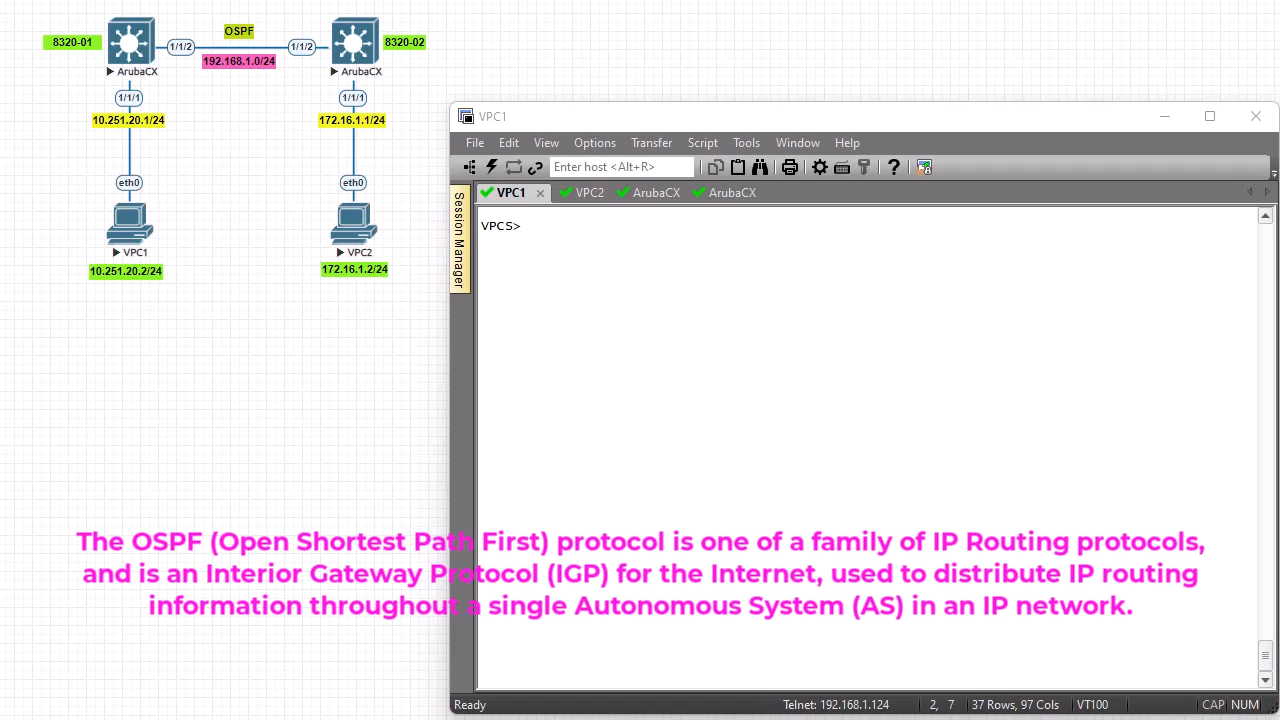 8320-01
1/1/2
OSPF
1/1/2
8320-02
192.168.1.0/24
ArubaCX
ArubaCX
1/1/1
1/1/1
10.251.20.1/24
172.16.1.1/24
eth0
eth0
VPC1
VPC2
10.251.20.2/24
172.16.1.2/24
VPC1
File Edit View Options Transfer Script Tools Window Help
Enter host <Alt+R>
VPC1 VPC2 ArubaCX ArubaCX
Session Manager
VPCS>
The OSPF (Open Shortest Path First) protocol is one of a family of IP Routing protocols,
and is an Interior Gateway Protocol (IGP) for the Internet, used to distribute IP routing
information throughout a single Autonomous System (AS) in an IP network.
Ready Telnet: 192.168.1.124 2, 7 37 Rows, 97 Cols VT100 CAP NUM